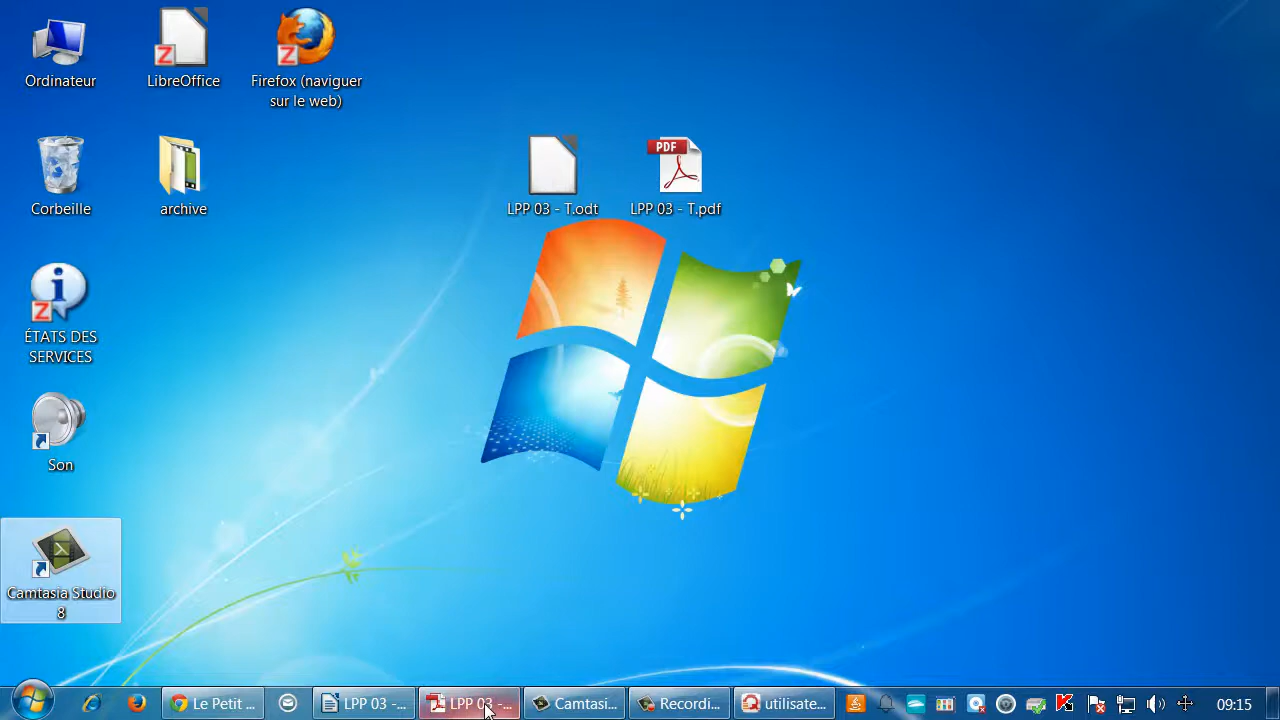 Ordinateur
LibreOffice
Firefox (naviguer
sur le web)
Corbeille
archive
PDF
LPP 03 - T.odt
LPP 03 - T.pdf
ÉTATS DES
SERVICES
Son
Camtasia Studio
8
Le Petit ...
LPP 03 -...
LPP 03 -...
Camtasi...
Recordi...
utilisate...
09:15